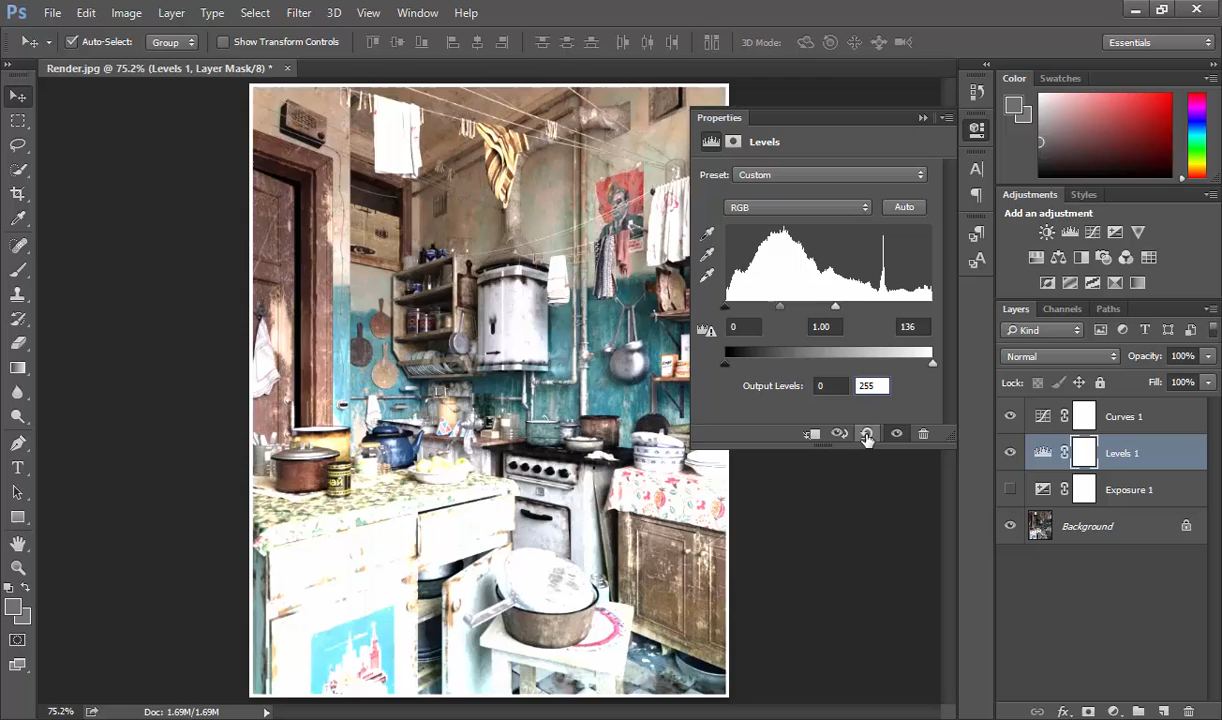 Ps File Edit Image Layer Type Select Filter 3D View Window Help
Auto-Select: Group Show Transform Controls 3D Mode: Essentials
Render.jpg @ 75.2% (Levels 1, Layer Mask/8) * ×
Color Swatches
Properties
Levels
Preset: Custom
RGB Auto
0 1.00 136
Output Levels: 0 255
Adjustments Styles
Add an adjustment
Layers Channels Paths
Kind
Normal Opacity: 100%
Lock: Fill: 100%
Curves 1
Levels 1
Exposure 1
Background
75.2% Doc: 1.69M/1.69M